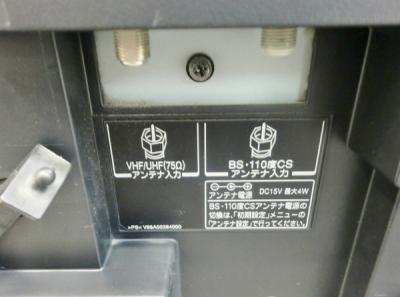 VHF/UHF(75Ω)
アンテナ入力
BS・110度CS
アンテナ入力
アンテナ電源 DC15V 最大4W
BS・110度CSアンテナ電源の
切換は、「初期設定」メニューの
「アンテナ設定」で行ってください。
>PS< V68A00284000